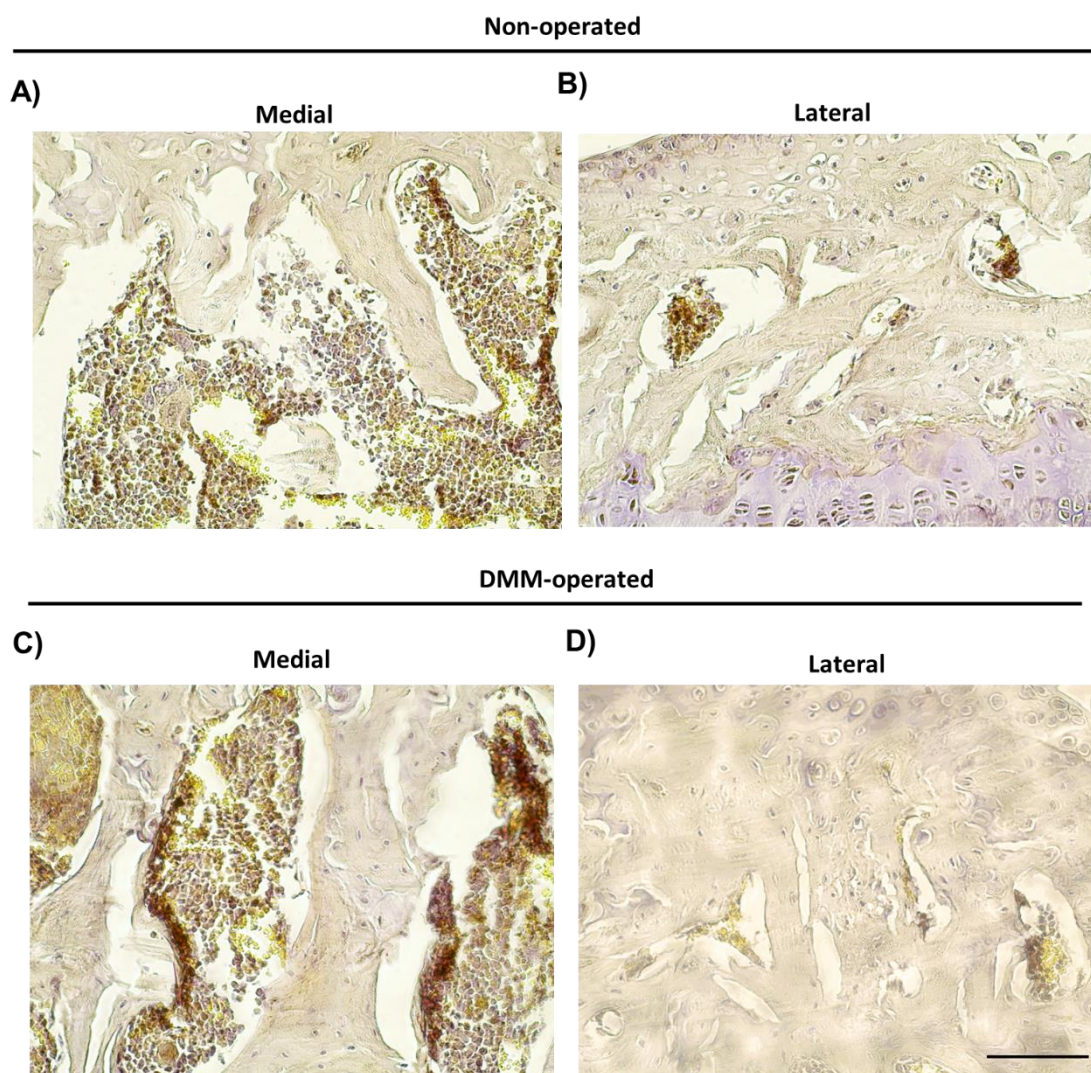 Non-operated
A)
Medial
B)
Lateral
DMM-operated
C)
Medial
D)
Lateral